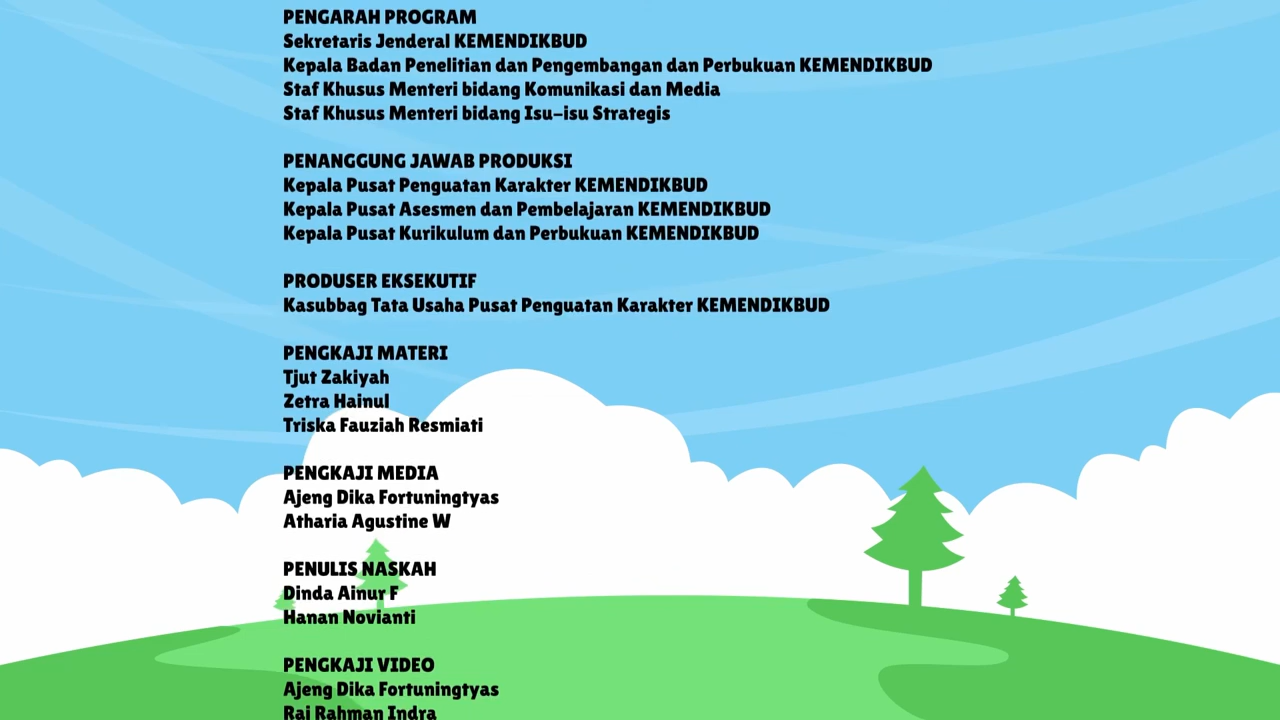 PENGARAH PROGRAM
Sekretaris Jenderal KEMENDIKBUD
Kepala Badan Penelitian dan Pengembangan dan Perbukuan KEMENDIKBUD
Staf Khusus Menteri bidang Komunikasi dan Media
Staf Khusus Menteri bidang Isu-isu Strategis
PENANGGUNG JAWAB PRODUKSI
Kepala Pusat Penguatan Karakter KEMENDIKBUD
Kepala Pusat Asesmen dan Pembelajaran KEMENDIKBUD
Kepala Pusat Kurikulum dan Perbukuan KEMENDIKBUD
PRODUSER EKSEKUTIF
Kasubbag Tata Usaha Pusat Penguatan Karakter KEMENDIKBUD
PENGKAJI MATERI
Tjut Zakiyah
Zetra Hainul
Triska Fauziah Resmiati
PENGKAJI MEDIA
Ajeng Dika Fortuningtyas
Atharia Agustine W
PENULIS NASKAH
Dinda Ainur F
Hanan Novianti
PENGKAJI VIDEO
Ajeng Dika Fortuningtyas
Raj Rahman Indra